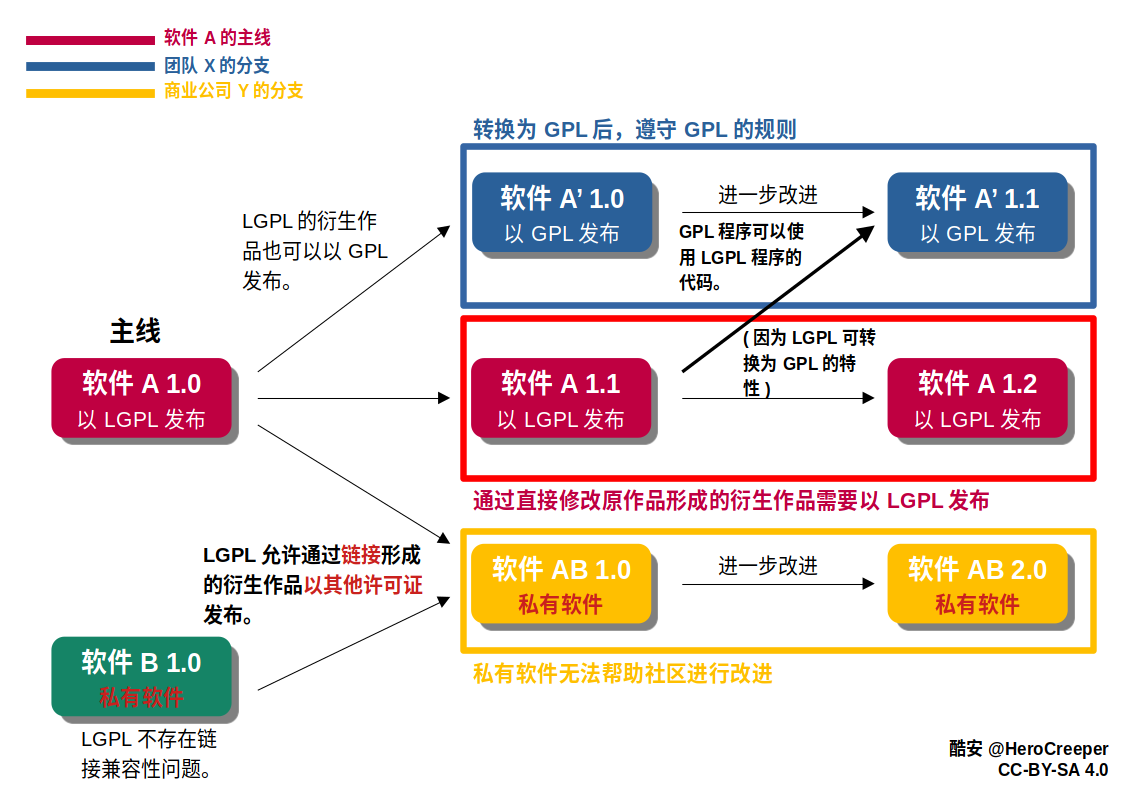 软件 A 的主线
团队 X 的分支
商业公司 Y 的分支
转换为 GPL 后，遵守 GPL 的规则
软件 A’ 1.0
以 GPL 发布
进一步改进
GPL 程序可以使
用 LGPL 程序的
代码。
软件 A’ 1.1
以 GPL 发布
LGPL 的衍生作
品也可以以 GPL
发布。
主线
软件 A 1.0
以 LGPL 发布
软件 A 1.1
以 LGPL 发布
( 因为 LGPL 可转
换为 GPL 的特
性 )
软件 A 1.2
以 LGPL 发布
通过直接修改原作品形成的衍生作品需要以 LGPL 发布
LGPL 允许通过链接形成
的衍生作品以其他许可证
发布。
软件 AB 1.0
私有软件
进一步改进
软件 AB 2.0
私有软件
私有软件无法帮助社区进行改进
软件 B 1.0
私有软件
LGPL 不存在链
接兼容性问题。
酷安 @HeroCreeper
CC-BY-SA 4.0